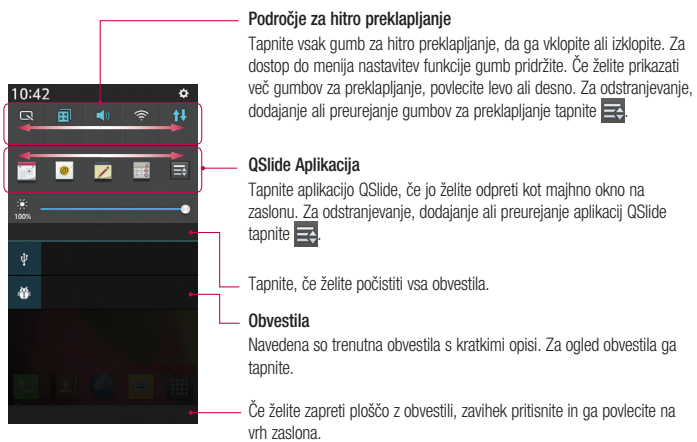 Področje za hitro preklapljanje
Tapnite vsak gumb za hitro preklapljanje, da ga vklopite ali izklopite. Za
dostop do menija nastavitev funkcije gumb pridržite. Če želite prikazati
več gumbov za preklapljanje, povlecite levo ali desno. Za odstranjevanje,
dodajanje ali preurejanje gumbov za preklapljanje tapnite .
10:42
QSlide Aplikacija
Tapnite aplikacijo QSlide, če jo želite odpreti kot majhno okno na
zaslonu. Za odstranjevanje, dodajanje ali preurejanje aplikacij QSlide
tapnite .
100%
Tapnite, če želite počistiti vsa obvestila.
Obvestila
Navedena so trenutna obvestila s kratkimi opisi. Za ogled obvestila ga
tapnite.
Če želite zapreti ploščo z obvestili, zavihek pritisnite in ga povlecite na
vrh zaslona.